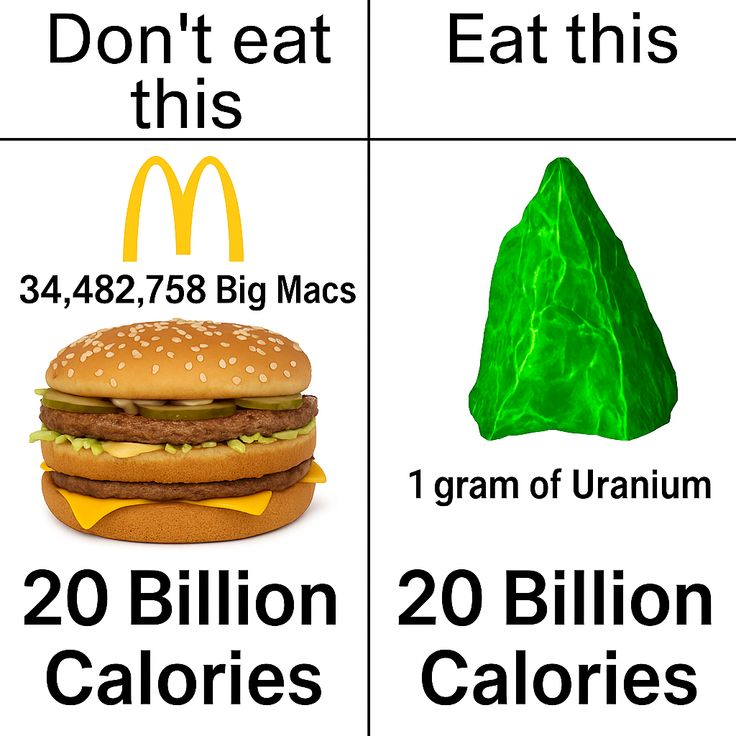 Don't eat
this
Eat this
34,482,758 Big Macs
1 gram of Uranium
20 Billion
Calories
20 Billion
Calories